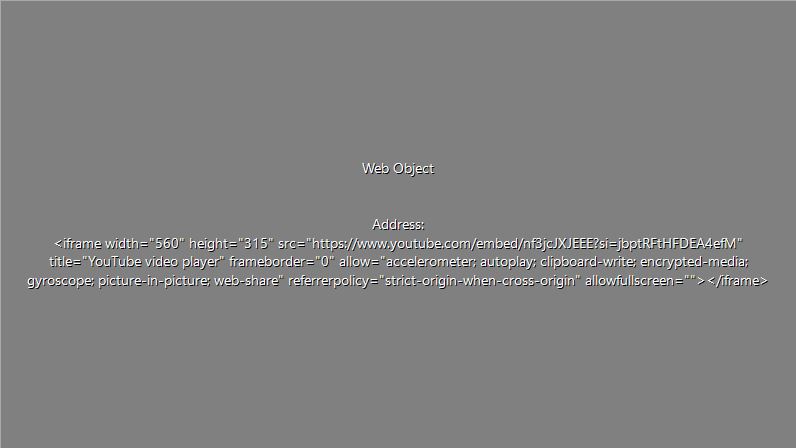 Web Object
Address:
<iframe width="560" height="315" src="https://www.youtube.com/embed/nf3jcJXJEEE?si=jbptRFtHFDEA4efM"
title="YouTube video player" frameborder="0" allow="accelerometer; autoplay; clipboard-write; encrypted-media;
gyroscope; picture-in-picture; web-share" referrerpolicy="strict-origin-when-cross-origin" allowfullscreen=""></iframe>